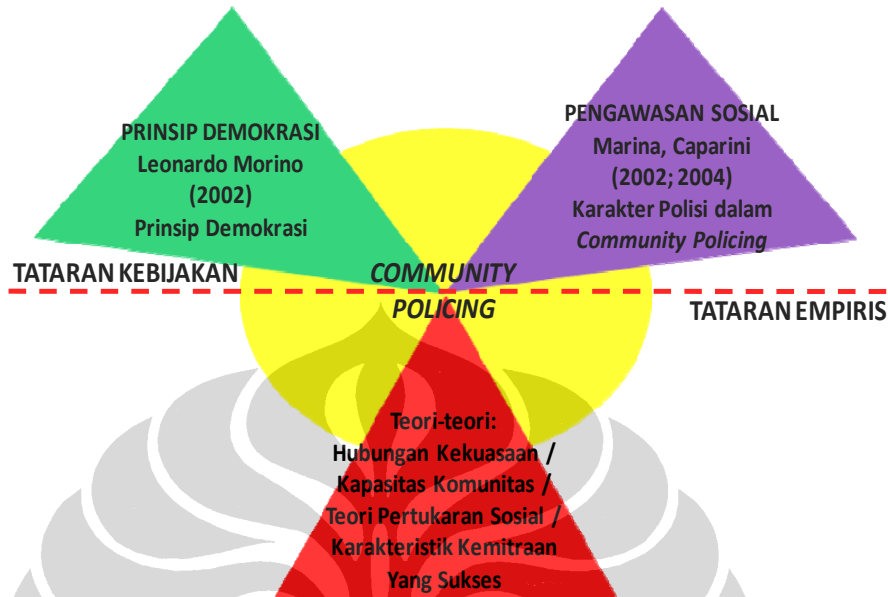 PRINSIP DEMOKRASI
Leonardo Morino
(2002)
Prinsip Demokrasi
PENGAWASAN SOSIAL
Marina, Caparini
(2002; 2004)
Karakter Polisi dalam
Community Policing
TATARAN KEBIJAKAN
COMMUNITY
POLICING
TATARAN EMPIRIS
Teori-teori:
Hubungan Kekuasaan /
Kapasitas Komunitas /
Teori Pertukaran Sosial /
Karakteristik Kemitraan
Yang Sukses